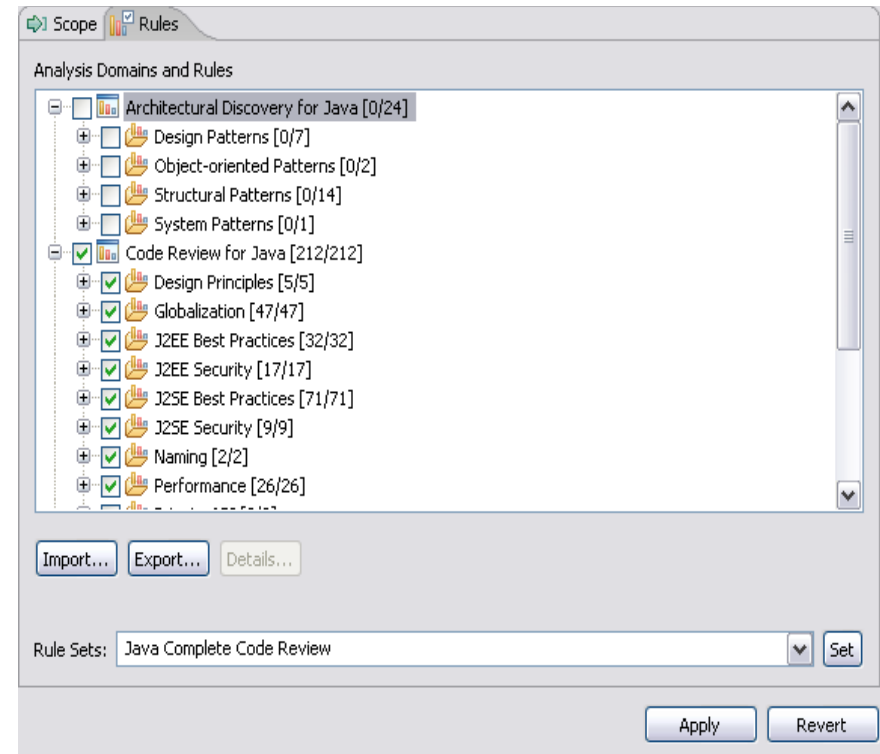 Scope Rules
Analysis Domains and Rules
Architectural Discovery for Java [0/24]
Design Patterns [0/7]
Object-oriented Patterns [0/2]
Structural Patterns [0/14]
System Patterns [0/1]
Code Review for Java [212/212]
Design Principles [5/5]
Globalization [47/47]
J2EE Best Practices [32/32]
J2EE Security [17/17]
J2SE Best Practices [71/71]
J2SE Security [9/9]
Naming [2/2]
Performance [26/26]
Import... Export... Details...
Rule Sets: Java Complete Code Review Set
Apply Revert